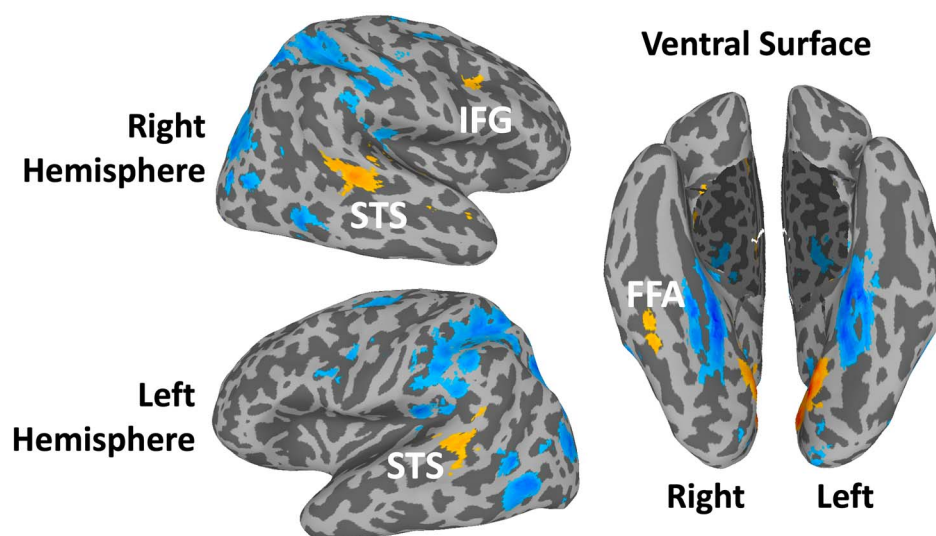 Right
Hemisphere
IFG
STS
Left
Hemisphere
STS
Ventral Surface
FFA
Right
Left